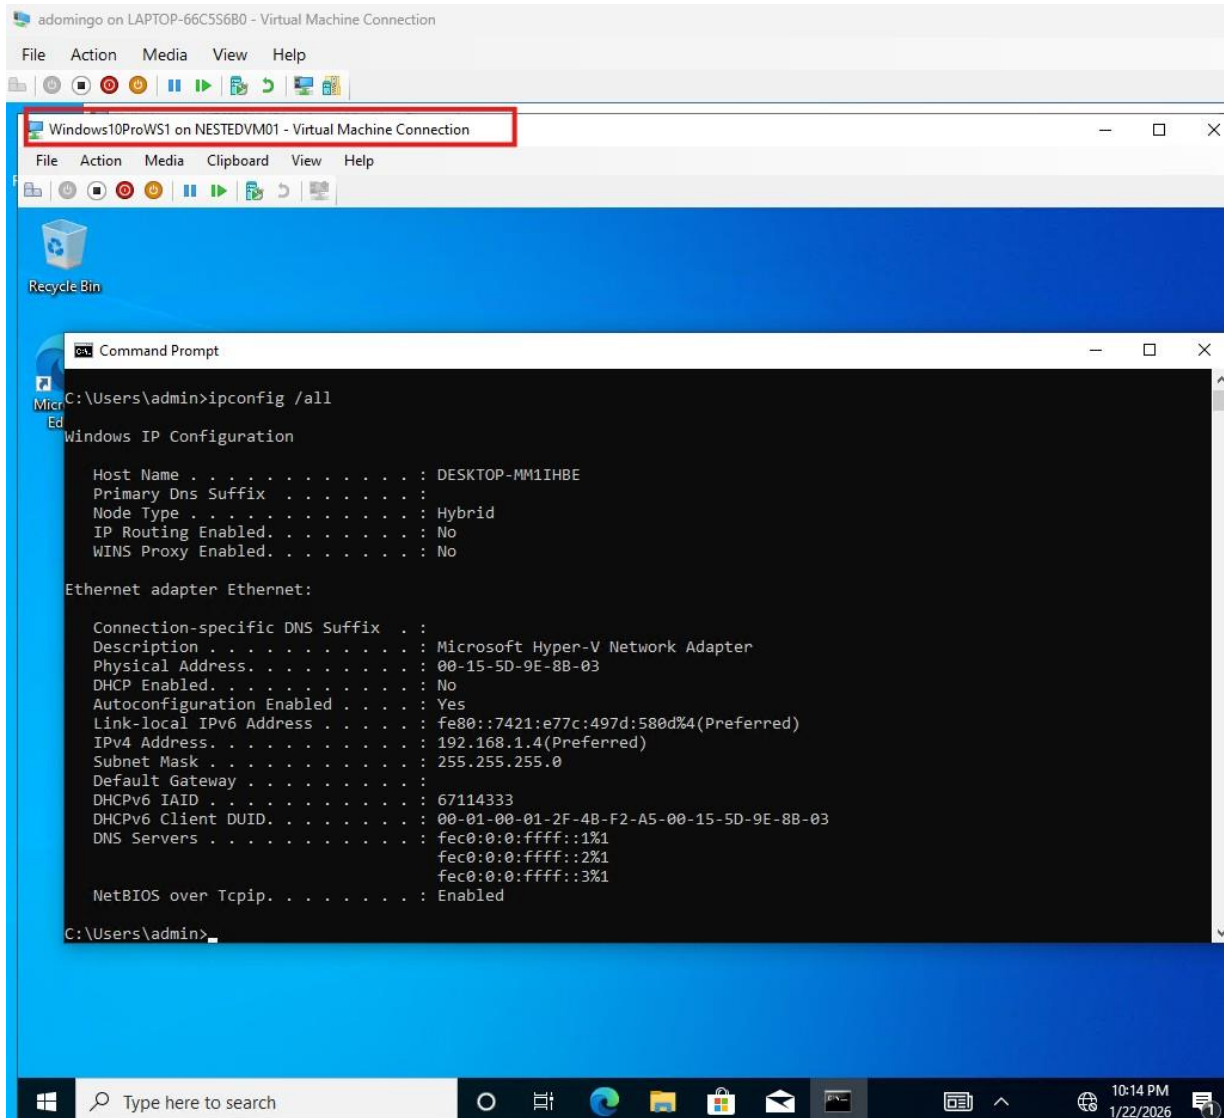 adomingo on LAPTOP-66C5S6B0 - Virtual Machine Connection
File Action Media View Help
Windows10ProWS1 on NESTEDVM01 - Virtual Machine Connection
File Action Media Clipboard View Help
Recycle Bin
Command Prompt
Micr
Ed
C:\Users\admin>ipconfig /all
Windows IP Configuration
Host Name . . . . . . . . . . . . : DESKTOP-MM1IHBE
Primary Dns Suffix . . . . . . . :
Node Type . . . . . . . . . . . . : Hybrid
IP Routing Enabled. . . . . . . . : No
WINS Proxy Enabled. . . . . . . . : No
Ethernet adapter Ethernet:
Connection-specific DNS Suffix . :
Description . . . . . . . . . . . : Microsoft Hyper-V Network Adapter
Physical Address. . . . . . . . . : 00-15-5D-9E-8B-03
DHCP Enabled. . . . . . . . . . . : No
Autoconfiguration Enabled . . . . : Yes
Link-local IPv6 Address . . . . . : fe80::7421:e77c:497d:580d%4(Preferred)
IPv4 Address. . . . . . . . . . . : 192.168.1.4(Preferred)
Subnet Mask . . . . . . . . . . . : 255.255.255.0
Default Gateway . . . . . . . . . :
DHCPv6 IAID . . . . . . . . . . . : 67114333
DHCPv6 Client DUID. . . . . . . . : 00-01-00-01-2F-4B-F2-A5-00-15-5D-9E-8B-03
DNS Servers . . . . . . . . . . . : fec0:0:0:ffff::1%1
fec0:0:0:ffff::2%1
fec0:0:0:ffff::3%1
NetBIOS over Tcpip. . . . . . . . : Enabled
C:\Users\admin>
Type here to search
10:14 PM
1/22/2026